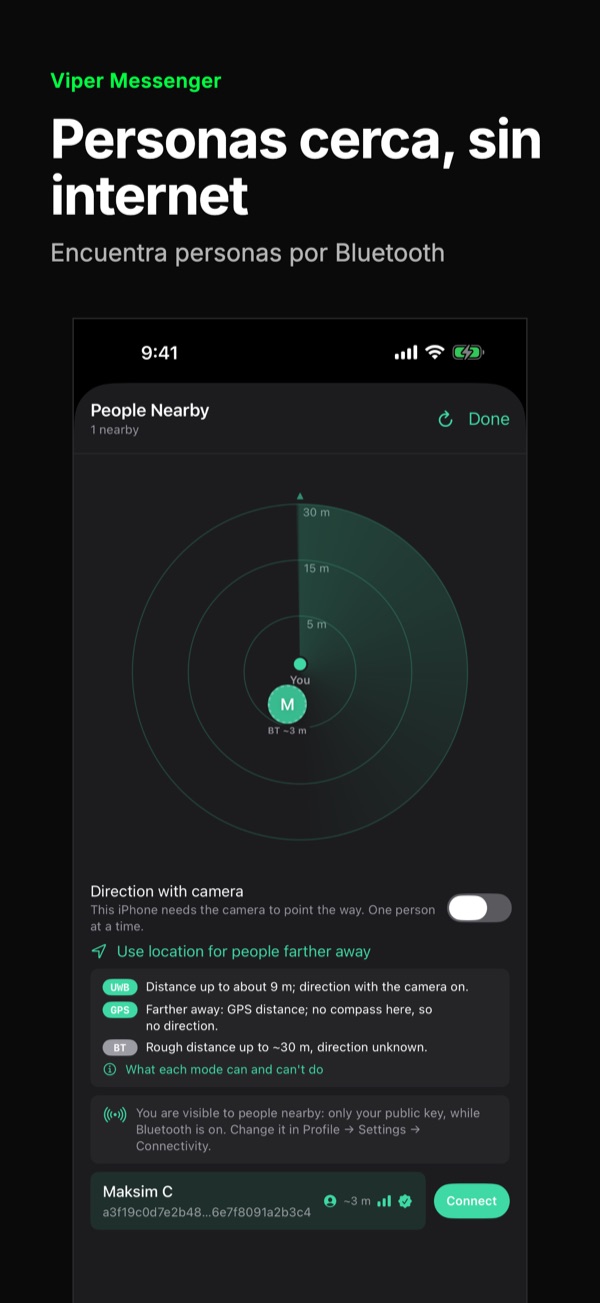 Viper Messenger
Personas cerca, sin
internet
Encuentra personas por Bluetooth
9:41
People Nearby
1 nearby
Done
30 m
15 m
5 m
You
M
BT ~3 m
Direction with camera
This iPhone needs the camera to point the way. One person
at a time.
Use location for people farther away
UWB Distance up to about 9 m; direction with the camera on.
GPS Farther away: GPS distance; no compass here, so
no direction.
BT Rough distance up to ~30 m, direction unknown.
What each mode can and can't do
You are visible to people nearby: only your public key, while
Bluetooth is on. Change it in Profile → Settings →
Connectivity.
Maksim C
a3f19c0d7e2b48...6e7f8091a2b3c4
~3 m
Connect